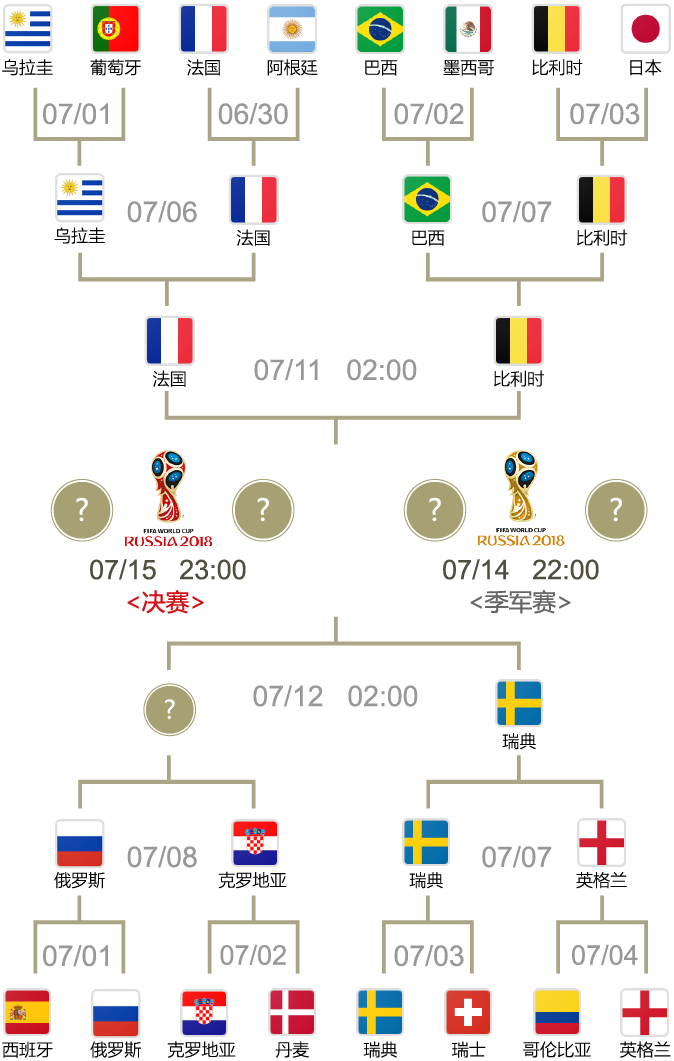 乌拉圭 葡萄牙 法国 阿根廷 巴西 墨西哥 比利时 日本
07/01 06/30 07/02 07/03
乌拉圭 07/06 法国 巴西 07/07 比利时
法国 07/11 02:00 比利时
? ? ? ?
FIFA WORLD CUP FIFA WORLD CUP
RUSSIA 2018 RUSSIA 2018
07/15 23:00 07/14 22:00
<决赛> <季军赛>
? 07/12 02:00 瑞典
俄罗斯 07/08 克罗地亚 瑞典 07/07 英格兰
07/01 07/02 07/03 07/04
西班牙 俄罗斯 克罗地亚 丹麦 瑞典 瑞士 哥伦比亚 英格兰